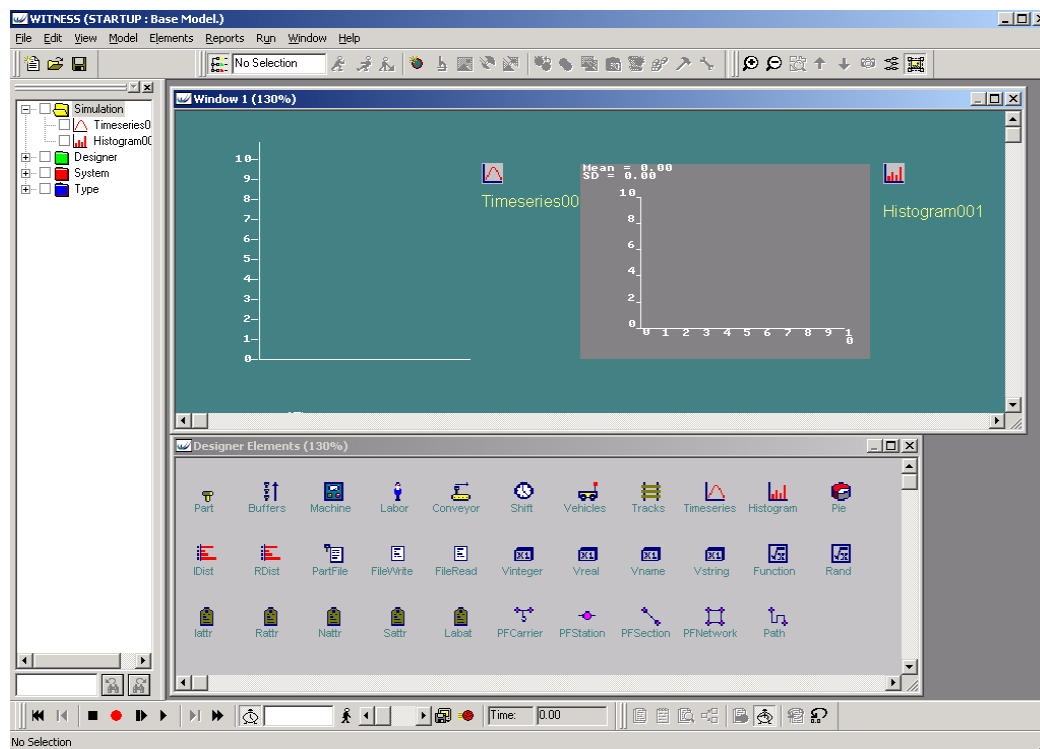 WITNESS (STARTUP : Base Model.)
File Edit View Model Elements Reports Run Window Help
No Selection
Simulation
Timeseries0
Histogram00
Designer
System
Type
Window 1 (130%)
10
9
8
7
6
5
4
3
2
1
0
Timeseries00
Mean = 0.00
SD = 0.00
10
8
6
4
2
0
0 1 2 3 4 5 6 7 8 9 10
Histogram001
Designer Elements (130%)
Part Buffers Machine Labor Conveyor Shift Vehicles Tracks Timeseries Histogram Pie
IDist RDist PartFile FileWrite FileRead Vinteger Vreal Vname Vstring Function Rand
Iattr Rattr Nattr Sattr Labat PFCarrier PFStation PFSection PFNetwork Path
Time: 0.00
No Selection